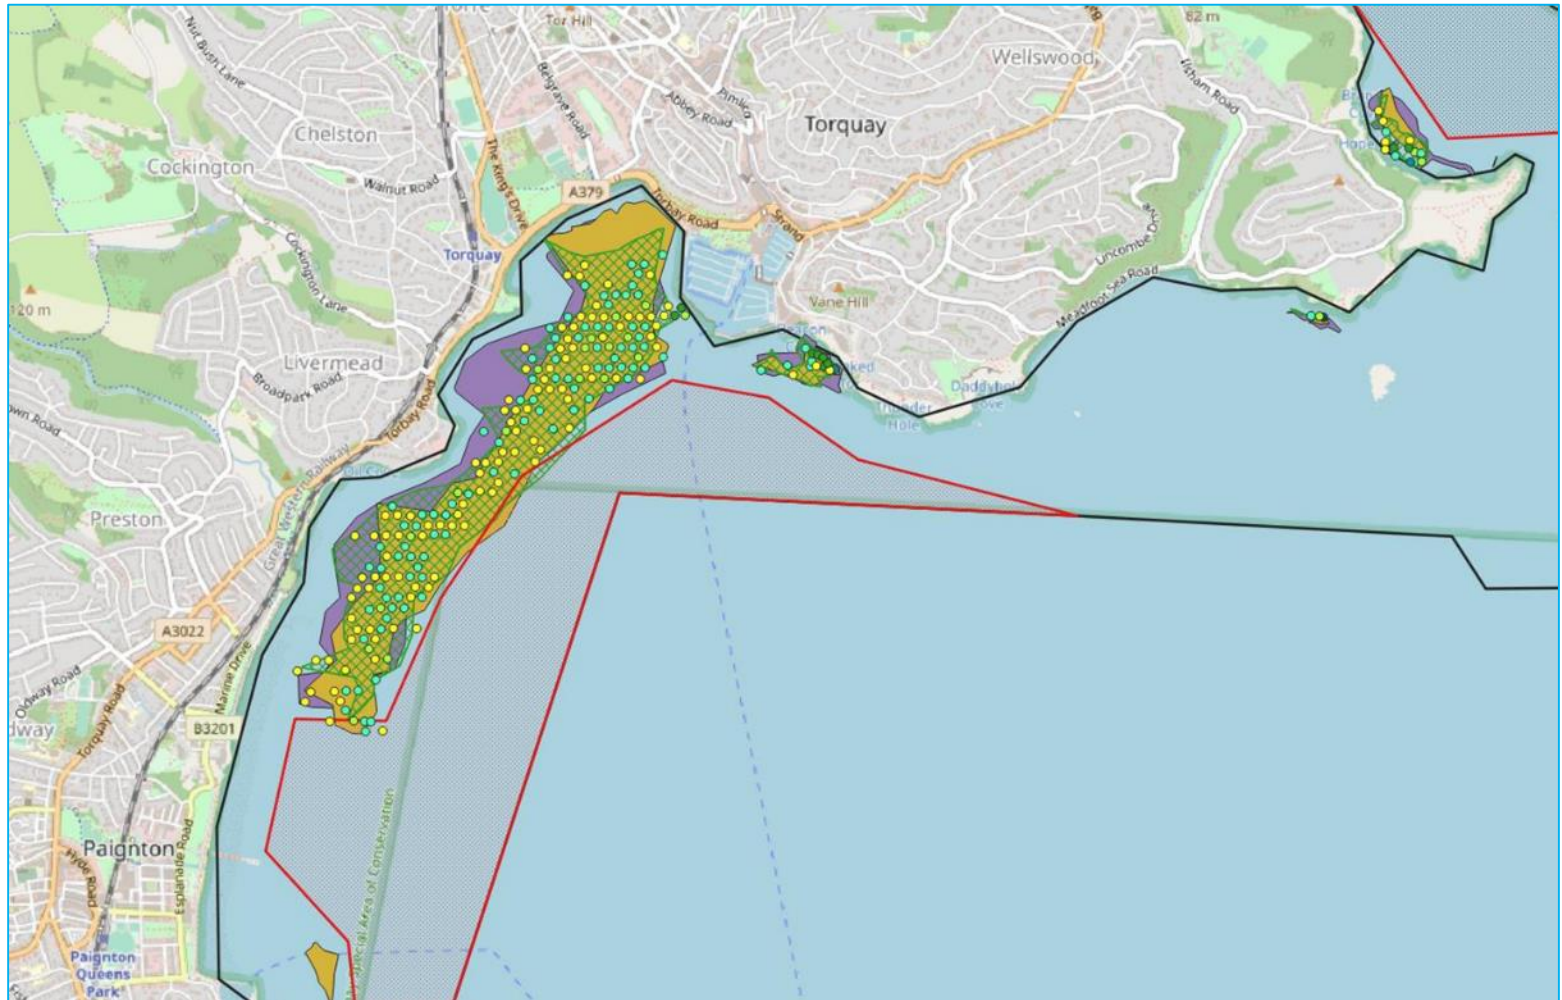 Tor Hill
82 m
Nut Bush Lane
Belgrave Road
Wellswood
Ilsham Road
Pimlico
Abbey Road
Chelston
Torquay
Cockington
The King's Drive
Walnut Road
A379
Torbay Road
Strand
Torquay
Cockington Lane
Meadfoot Sea Road
Vane Hill
120 m
Livermead
Broadpark Road
Torbay Road
Daddyhole
Cove
Hole
Great Western Railway
Preston
A3022
Marine Drive
Oldway Road
Torquay Road
B3201
Special Area of Conservation
Paignton
Hyde Road
Esplanade Road
Paignton
Queens
Park